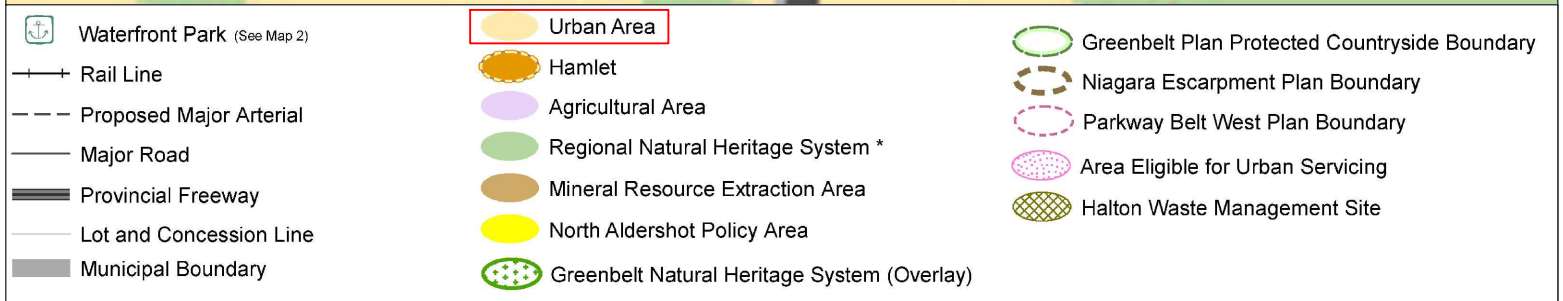 Waterfront Park (See Map 2)
Rail Line
Proposed Major Arterial
Major Road
Provincial Freeway
Lot and Concession Line
Municipal Boundary
Urban Area
Hamlet
Agricultural Area
Regional Natural Heritage System *
Mineral Resource Extraction Area
North Aldershot Policy Area
Greenbelt Natural Heritage System (Overlay)
Greenbelt Plan Protected Countryside Boundary
Niagara Escarpment Plan Boundary
Parkway Belt West Plan Boundary
Area Eligible for Urban Servicing
Halton Waste Management Site